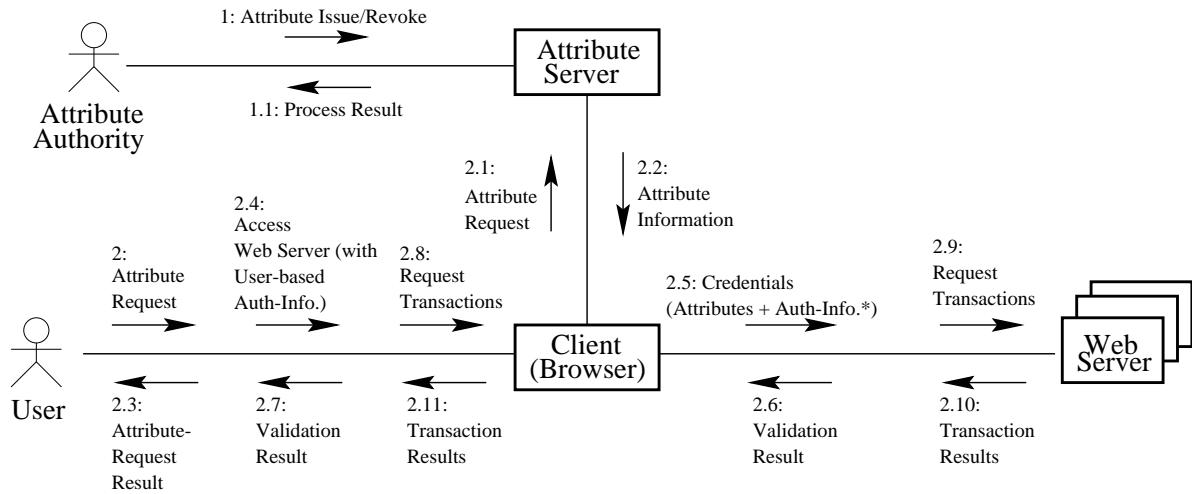 1: Attribute Issue/Revoke
Attribute
Server
1.1: Process Result
Attribute
Authority
2.1:
Attribute
Request
2.2:
Attribute
Information
2:
Attribute
Request
2.4:
Access
Web Server (with
User-based
Auth-Info.)
2.8:
Request
Transactions
2.5: Credentials
(Attributes + Auth-Info.*)
2.9:
Request
Transactions
User
Client
(Browser)
Web
Server
2.3:
Attribute-
Request
Result
2.7:
Validation
Result
2.11:
Transaction
Results
2.6:
Validation
Result
2.10:
Transaction
Results